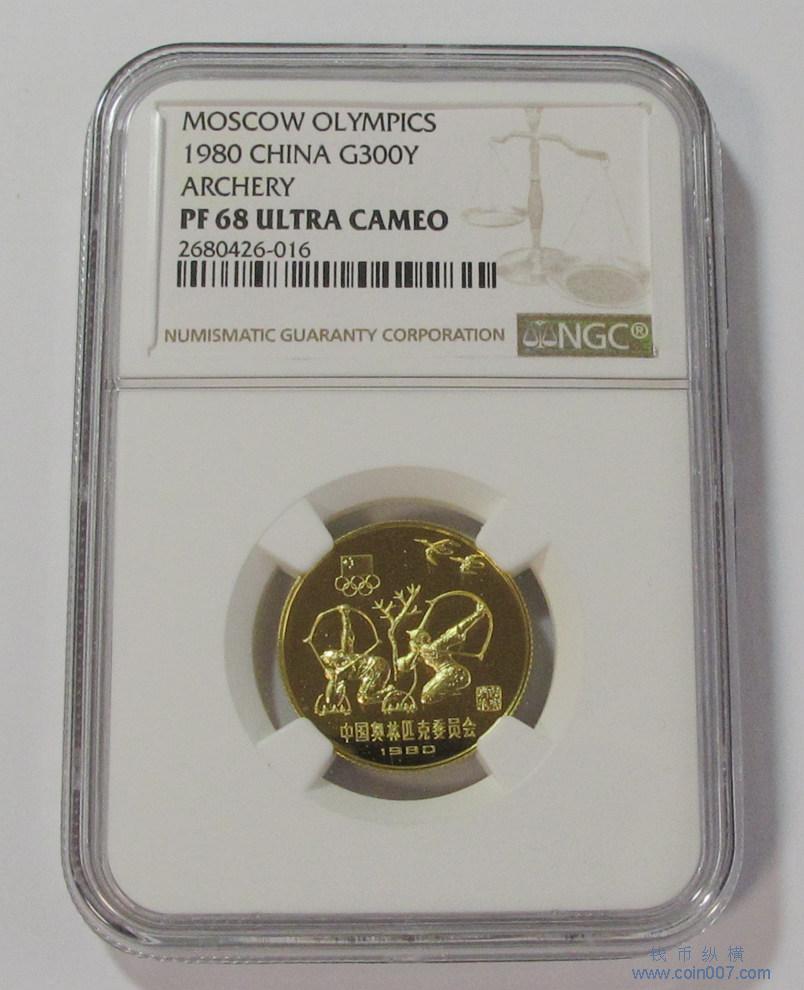 MOSCOW OLYMPICS
1980 CHINA G300Y
ARCHERY
PF 68 ULTRA CAMEO
2680426-016
NUMISMATIC GUARANTY CORPORATION NGC®
中国奥林匹克委员会
1980
钱币纵横
www.coin007.com